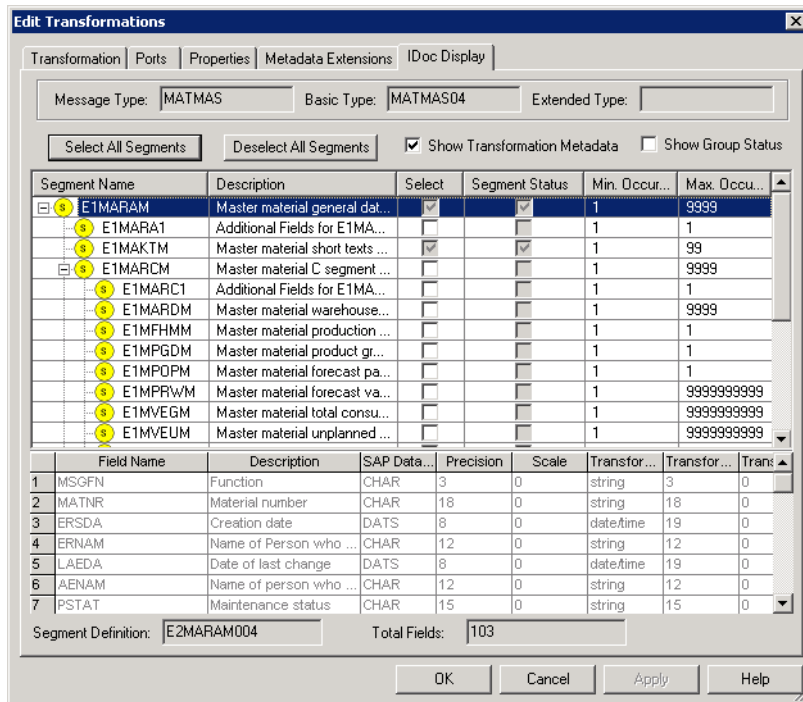 Edit Transformations
Transformation Ports Properties Metadata Extensions IDoc Display
Message Type: MATMAS Basic Type: MATMAS04 Extended Type:
Select All Segments Deselect All Segments Show Transformation Metadata Show Group Status
Segment Name Description Select Segment Status Min. Occur... Max. Occu...
E1MARAM Master material general dat... 1 9999
E1MARA1 Additional Fields for E1MA... 1 1
E1MAKTM Master material short texts ... 1 99
E1MARCM Master material C segment ... 1 9999
E1MARC1 Additional Fields for E1MA... 1 1
E1MARDM Master material warehouse... 1 9999
E1MFHMM Master material production ... 1 1
E1MPGDM Master material product gr... 1 1
E1MPOPM Master material forecast pa... 1 1
E1MPRWM Master material forecast va... 1 9999999999
E1MVEGM Master material total consu... 1 9999999999
E1MVEUM Master material unplanned ... 1 9999999999
Field Name Description SAP Data... Precision Scale Transfor... Transfor... Trans
1 MSGFN Function CHAR 3 0 string 3 0
2 MATNR Material number CHAR 18 0 string 18 0
3 ERSDA Creation date DATS 8 0 date/time 19 0
4 ERNAM Name of Person who ... CHAR 12 0 string 12 0
5 LAEDA Date of last change DATS 8 0 date/time 19 0
6 AENAM Name of person who ... CHAR 12 0 string 12 0
7 PSTAT Maintenance status CHAR 15 0 string 15 0
Segment Definition: E2MARAM004 Total Fields: 103
OK Cancel Apply Help